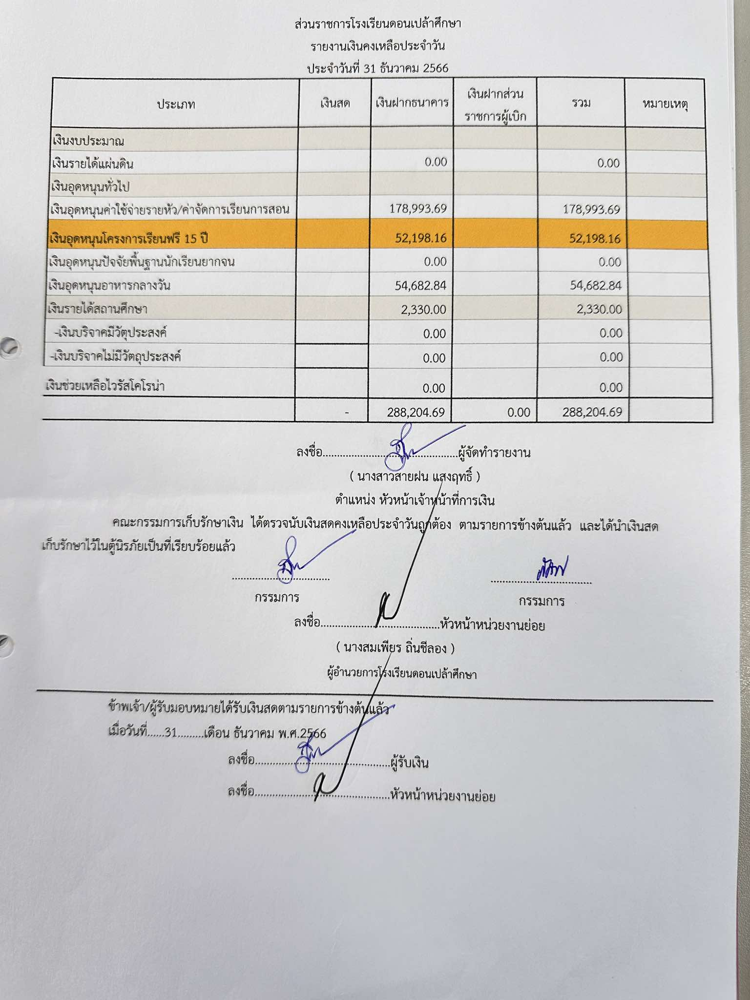 ส่วนราชการโรงเรียนดอนเปล้าศึกษา
รายงานเงินคงเหลือประจำวัน
ประจำวันที่ 31 ธันวาคม 2566
ประเภท เงินสด เงินฝากธนาคาร เงินฝากส่วนราชการผู้เบิก รวม หมายเหตุ
เงินงบประมาณ
เงินรายได้แผ่นดิน 0.00 0.00
เงินอุดหนุนทั่วไป
เงินอุดหนุนค่าใช้จ่ายรายหัว/ค่าจัดการเรียนการสอน 178,993.69 178,993.69
เงินอุดหนุนโครงการเรียนฟรี 15 ปี 52,198.16 52,198.16
เงินอุดหนุนปัจจัยพื้นฐานนักเรียนยากจน 0.00 0.00
เงินอุดหนุนอาหารกลางวัน 54,682.84 54,682.84
เงินรายได้สถานศึกษา 2,330.00 2,330.00
-เงินบริจาคมีวัตุประสงค์ 0.00 0.00
-เงินบริจาคไม่มีวัตถุประสงค์ 0.00 0.00
เงินช่วยเหลือไวรัสโคโรน่า 0.00 0.00
- 288,204.69 0.00 288,204.69
ลงชื่อ...............................................ผู้จัดทำรายงาน
( นางสาวสายฝน แสงฤทธิ์ )
ตำแหน่ง หัวหน้าเจ้าหน้าที่การเงิน
คณะกรรมการเก็บรักษาเงิน ได้ตรวจนับเงินสดคงเหลือประจำวันถูกต้อง ตามรายการข้างต้นแล้ว และได้นำเงินสด
เก็บรักษาไว้ในตู้นิรภัยเป็นที่เรียบร้อยแล้ว
.................................. ...................................
กรรมการ กรรมการ
ลงชื่อ.........................................หัวหน้าหน่วยงานย่อย
( นางสมเพียร ถิ่นชีลอง )
ผู้อำนวยการโรงเรียนดอนเปล้าศึกษา
ข้าพเจ้า/ผู้รับมอบหมายได้รับเงินสดตามรายการข้างต้นแล้ว
เมื่อวันที่......31.........เดือน ธันวาคม พ.ศ.2566
ลงชื่อ...............................................ผู้รับเงิน
ลงชื่อ...............................................หัวหน้าหน่วยงานย่อย